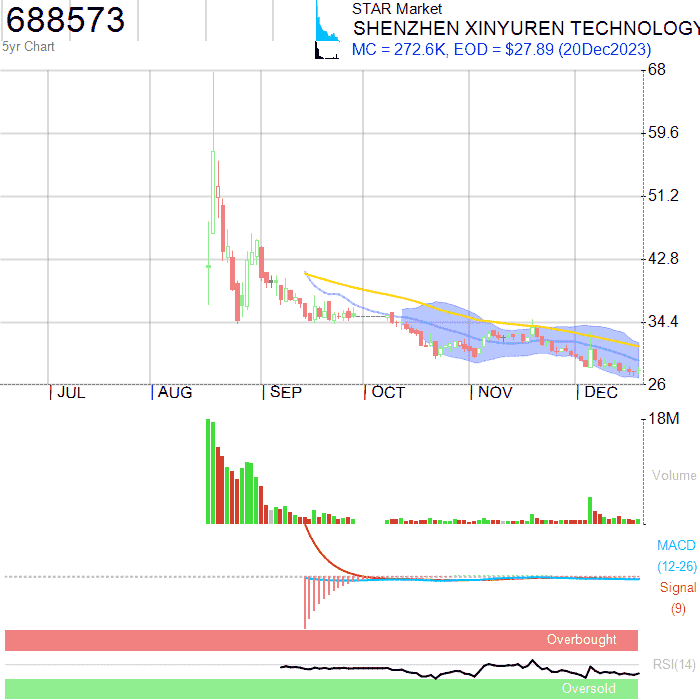 688573
STAR Market
SHENZHEN XINYUREN TECHNOLOGY
5yr Chart
MC = 272.6K, EOD = $27.89 (20Dec2023)
68
59.6
51.2
42.8
34.4
26
JUL AUG SEP OCT NOV DEC
18M
Volume
MACD
(12-26)
Signal
(9)
Overbought
RSI(14)
Oversold